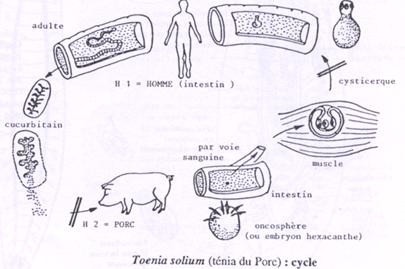 adulte
H 1 = HOMME (intestin )
cysticerque
cucurbitain
par voie
sanguine
muscle
intestin
H 2 = PORC
oncosphère
(ou embryon hexacanthe)
Toenia solium (ténia du Porc) : cycle